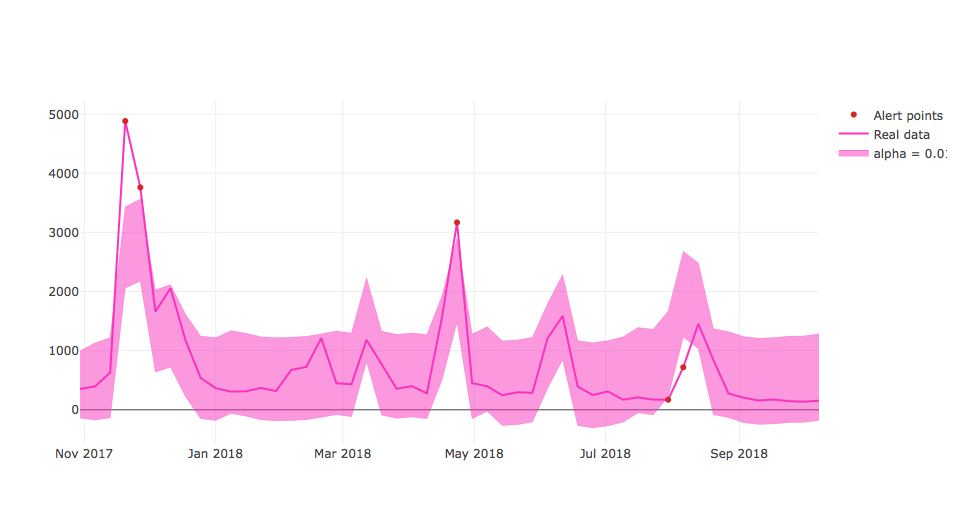 5000
4000
3000
2000
1000
0
Nov 2017
Jan 2018
Mar 2018
May 2018
Jul 2018
Sep 2018
Alert points
Real data
alpha = 0.01